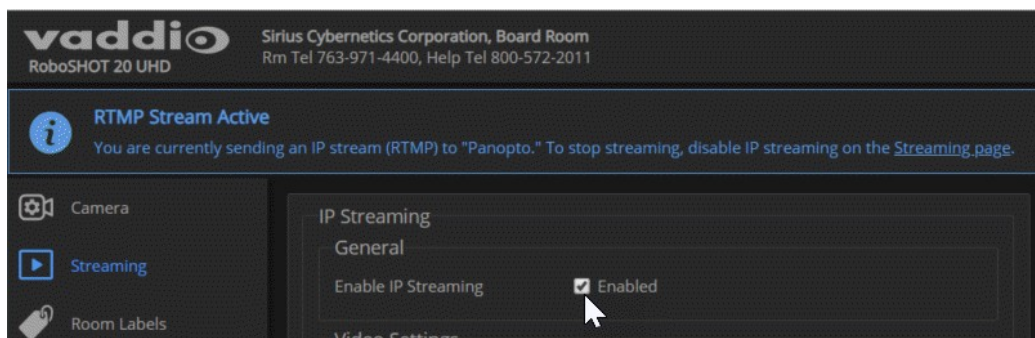 vaddio
RoboSHOT 20 UHD
Sirius Cybernetics Corporation, Board Room
Rm Tel 763-971-4400, Help Tel 800-572-2011
RTMP Stream Active
You are currently sending an IP stream (RTMP) to "Panopto." To stop streaming, disable IP streaming on the Streaming page.
Camera
Streaming
Room Labels
IP Streaming
General
Enable IP Streaming Enabled
Video Settings